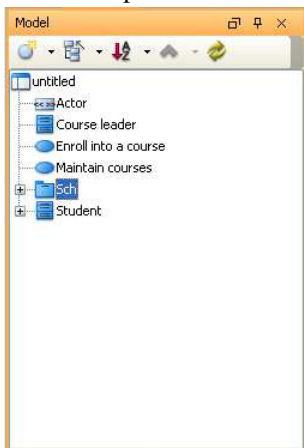 Model
untitled
Actor
Course leader
Enroll into a course
Maintain courses
Sch
Student